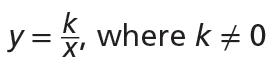 y = k/x, where k ≠ 0